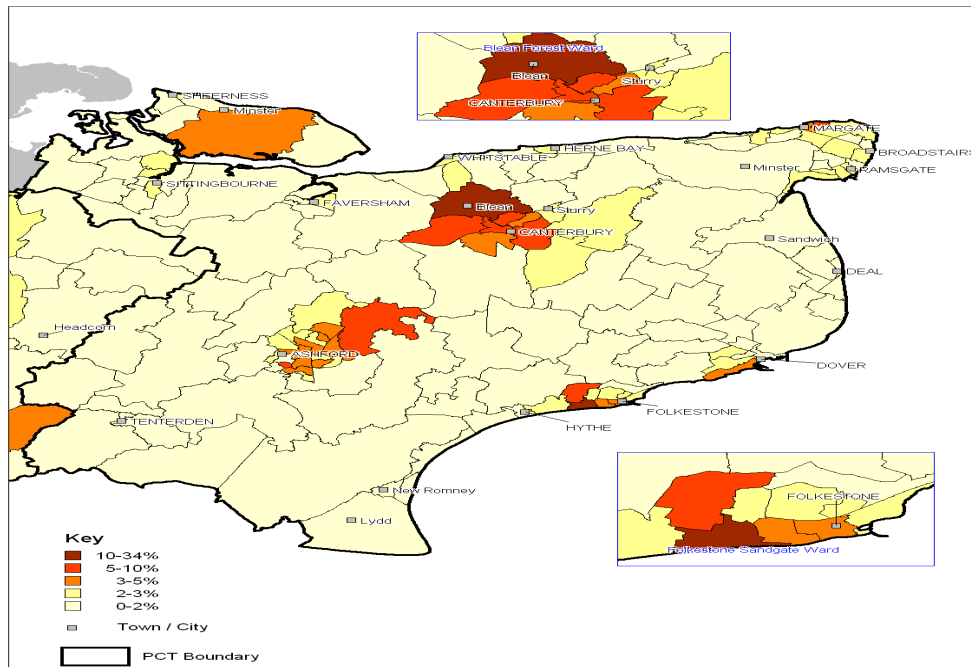 Blean Forest Ward
Blean
Sturry
CANTERBURY
SHEERNESS
Minster
MARGATE
HERNE BAY
WHITSTABLE
BROADSTAIRS
Minster
RAMSGATE
SITTINGBOURNE
FAVERSHAM
Blean
Sturry
CANTERBURY
Sandwich
DEAL
Headcorn
ASHFORD
DOVER
TENTERDEN
HYTHE
FOLKESTONE
New Romney
Lydd
FOLKESTONE
Folkestone Sandgate Ward
Key
10-34%
5-10%
3-5%
2-3%
0-2%
Town / City
PCT Boundary